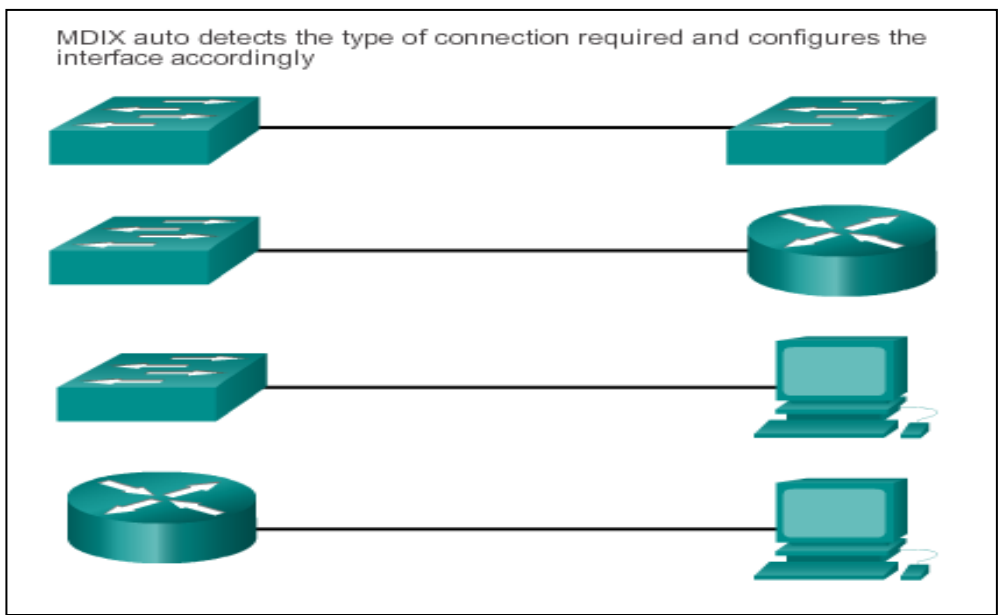 MDIX auto detects the type of connection required and configures the
interface accordingly